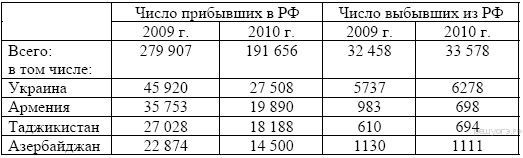 Число прибывших в РФ Число выбывших из РФ
2009 г. 2010 г. 2009 г. 2010 г.
Всего: 279 907 191 656 32 458 33 578
в том числе:
Украина 45 920 27 508 5737 6278
Армения 35 753 19 890 983 698
Таджикистан 27 028 18 188 610 694
Азербайджан 22 874 14 500 1130 1111